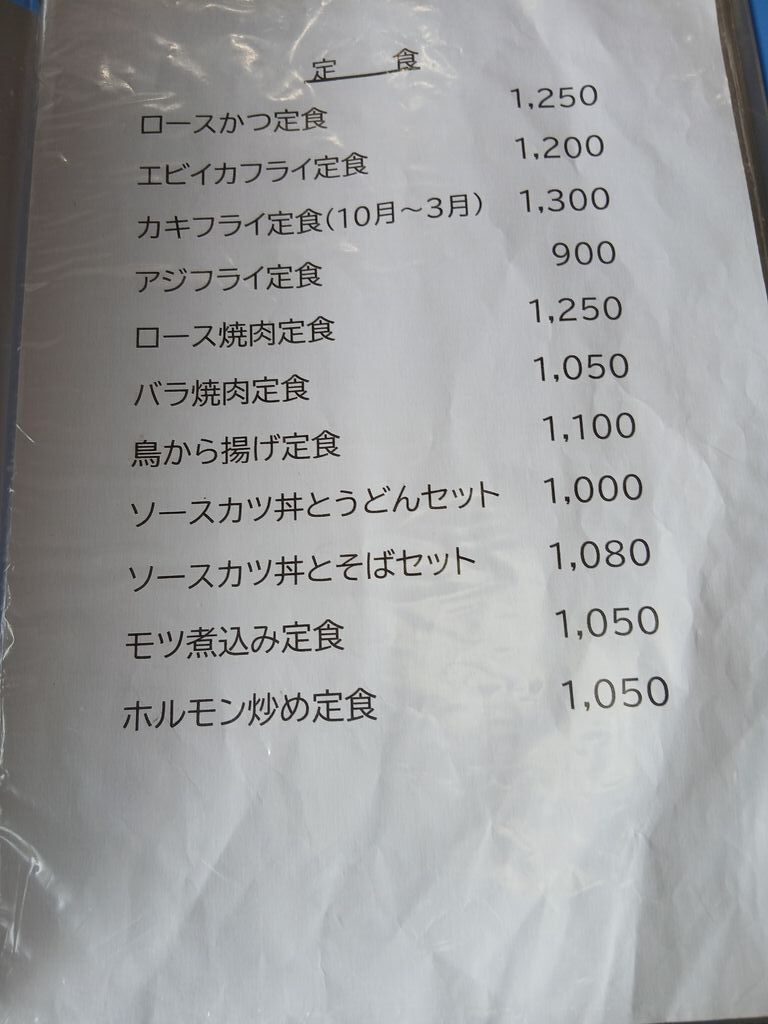 定　食
ロースかつ定食 1,250
エビイカフライ定食 1,200
カキフライ定食(10月～3月) 1,300
アジフライ定食 900
ロース焼肉定食 1,250
バラ焼肉定食 1,050
鳥から揚げ定食 1,100
ソースカツ丼とうどんセット 1,000
ソースカツ丼とそばセット 1,080
モツ煮込み定食 1,050
ホルモン炒め定食 1,050